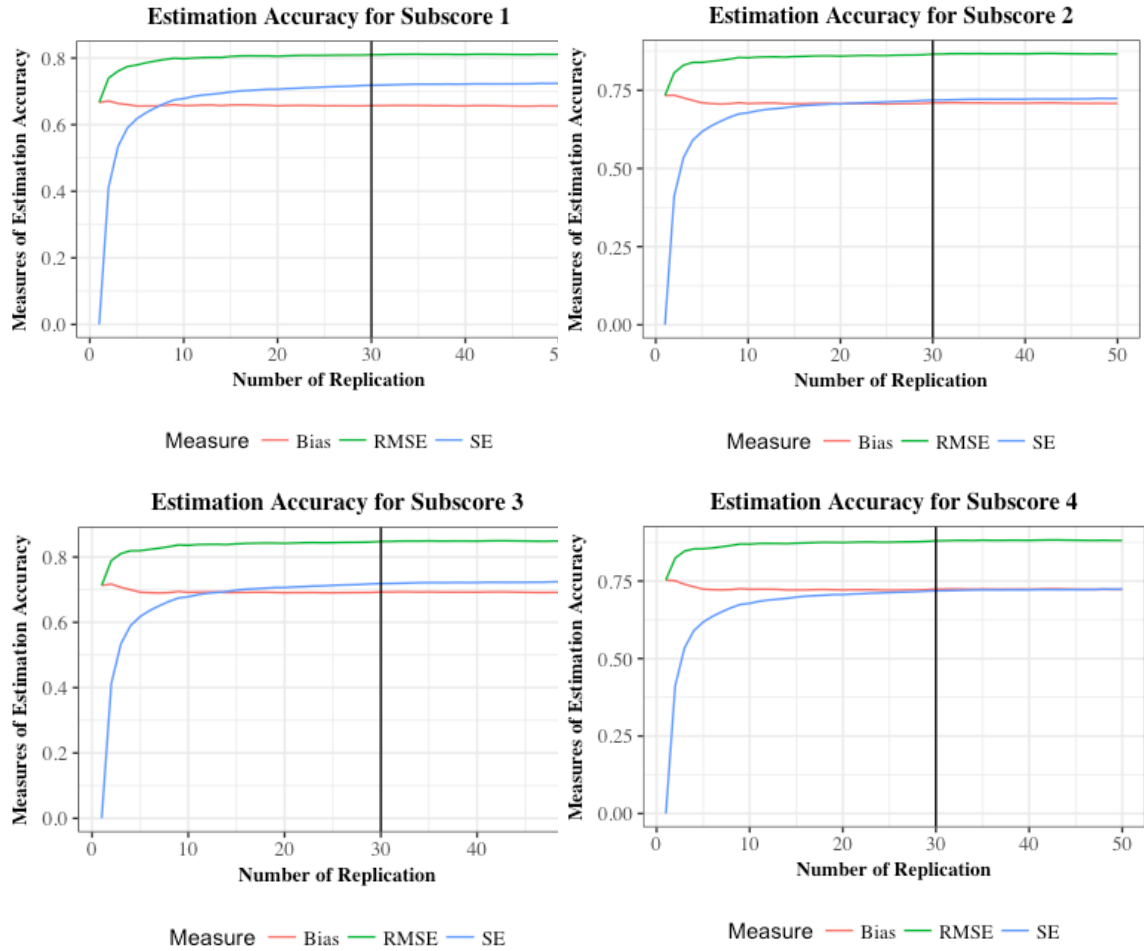 Estimation Accuracy for Subscore 1
Measures of Estimation Accuracy
0.8
0.6
0.4
0.2
0.0
0 10 20 30 40 5
Number of Replication
Measure Bias RMSE SE
Estimation Accuracy for Subscore 2
Measures of Estimation Accuracy
0.75
0.50
0.25
0.00
0 10 20 30 40 50
Number of Replication
Measure Bias RMSE SE
Estimation Accuracy for Subscore 3
Measures of Estimation Accuracy
0.8
0.6
0.4
0.2
0.0
0 10 20 30 40
Number of Replication
Measure Bias RMSE SE
Estimation Accuracy for Subscore 4
Measures of Estimation Accuracy
0.75
0.50
0.25
0.00
0 10 20 30 40 50
Number of Replication
Measure Bias RMSE SE